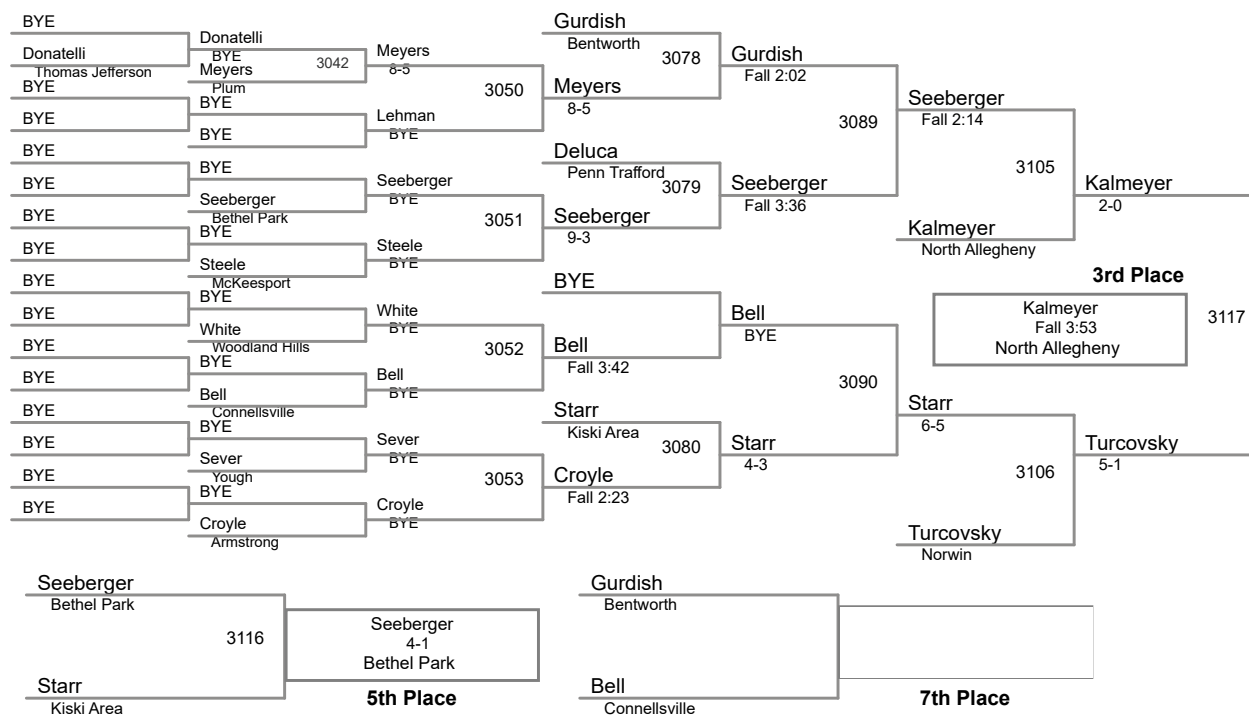 BYE
Donatelli
Thomas Jefferson
BYE
BYE
BYE
BYE
BYE
BYE
BYE
BYE
BYE
BYE
BYE
BYE
BYE
BYE
Donatelli
BYE
Meyers
Plum
3042
BYE
BYE
BYE
Seeberger
Bethel Park
BYE
Steele
McKeesport
BYE
White
Woodland Hills
BYE
Bell
Connellsville
BYE
Sever
Yough
BYE
Croyle
Armstrong
Meyers
8-5
3050
Lehman
BYE
Seeberger
BYE
3051
Steele
BYE
White
BYE
3052
Bell
BYE
Sever
BYE
3053
Croyle
BYE
Gurdish
Bentworth
3078
Meyers
8-5
Deluca
Penn Trafford
3079
Seeberger
9-3
BYE
Bell
Fall 3:42
Starr
Kiski Area
3080
Croyle
Fall 2:23
Gurdish
Fall 2:02
3089
Seeberger
Fall 3:36
Bell
BYE
3090
Starr
4-3
Seeberger
Fall 2:14
3105
Kalmeyer
North Allegheny
Starr
6-5
3106
Turcovsky
Norwin
Kalmeyer
2-0
3rd Place
Kalmeyer
Fall 3:53
North Allegheny
3117
Turcovsky
5-1
Seeberger
Bethel Park
3116
Starr
Kiski Area
Seeberger
4-1
Bethel Park
5th Place
Gurdish
Bentworth
Bell
Connellsville
7th Place